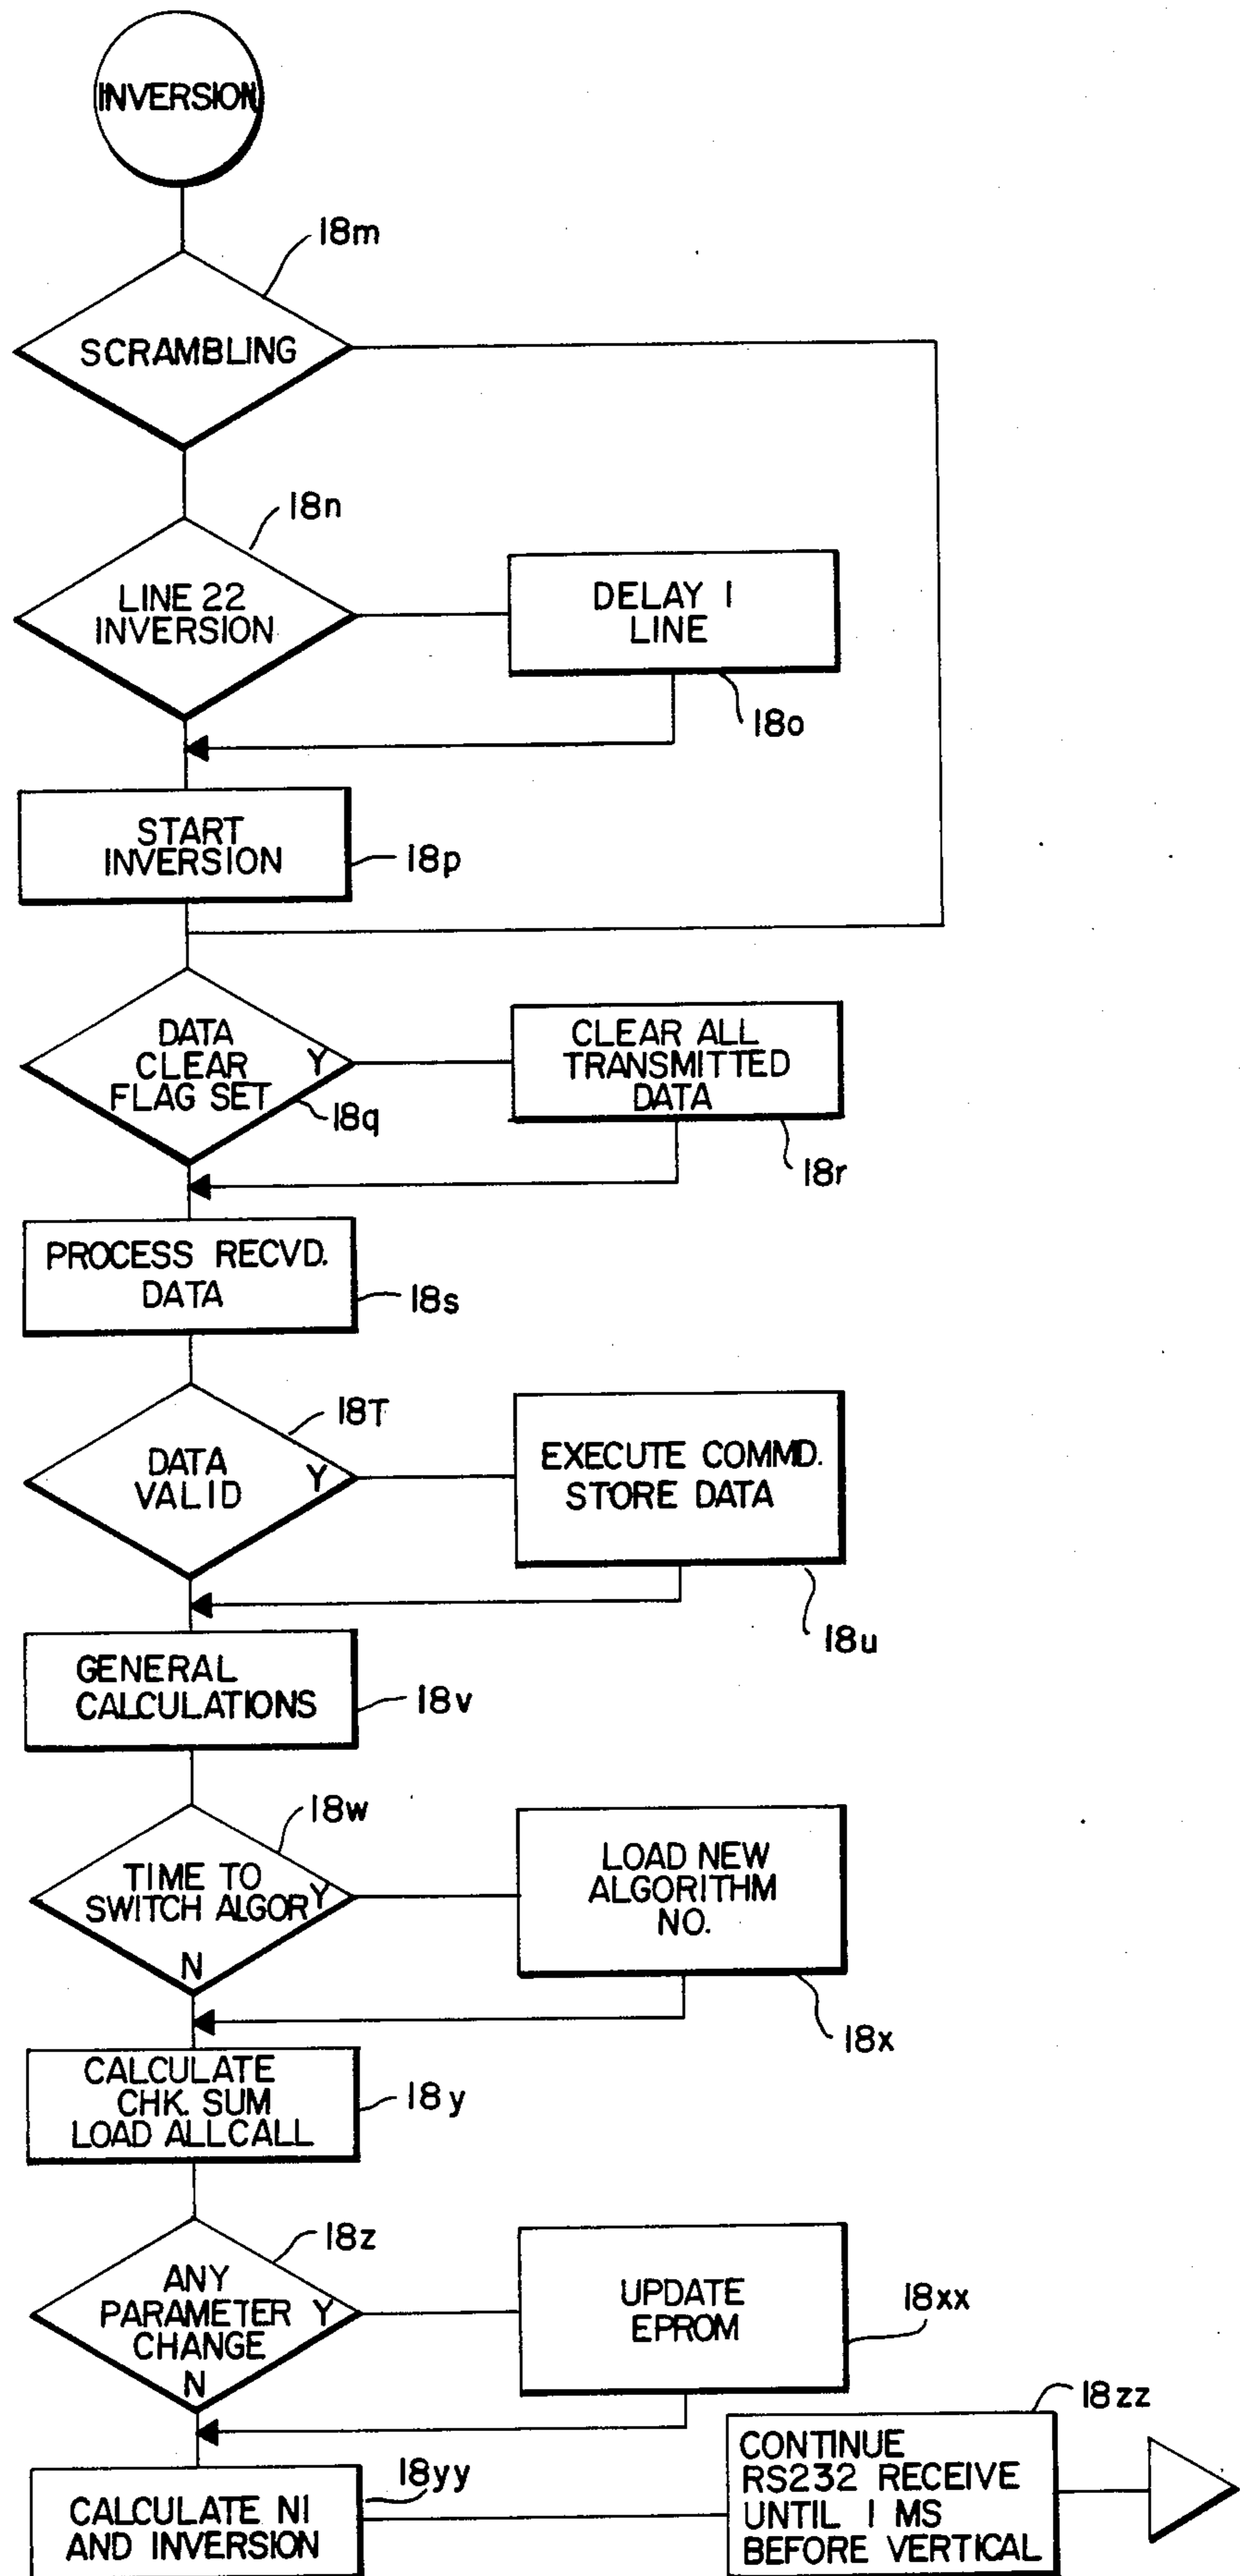 INVERSION
18m
SCRAMBLING
18n
LINE 22
INVERSION
DELAY 1
LINE
18o
START
INVERSION
18p
DATA
CLEAR
FLAG SET
Y
18q
CLEAR ALL
TRANSMITTED
DATA
18r
PROCESS RECVD.
DATA
18s
18T
DATA
VALID
Y
EXECUTE COMMD.
STORE DATA
18u
GENERAL
CALCULATIONS
18v
18w
TIME TO
SWITCH ALGOR
Y
N
LOAD NEW
ALGORITHM
NO.
18x
CALCULATE
CHK. SUM
LOAD ALLCALL
18y
18z
ANY
PARAMETER
CHANGE
Y
N
UPDATE
EPROM
18xx
18zz
CONTINUE
RS232 RECEIVE
UNTIL 1 MS
BEFORE VERTICAL
18yy
CALCULATE N1
AND INVERSION